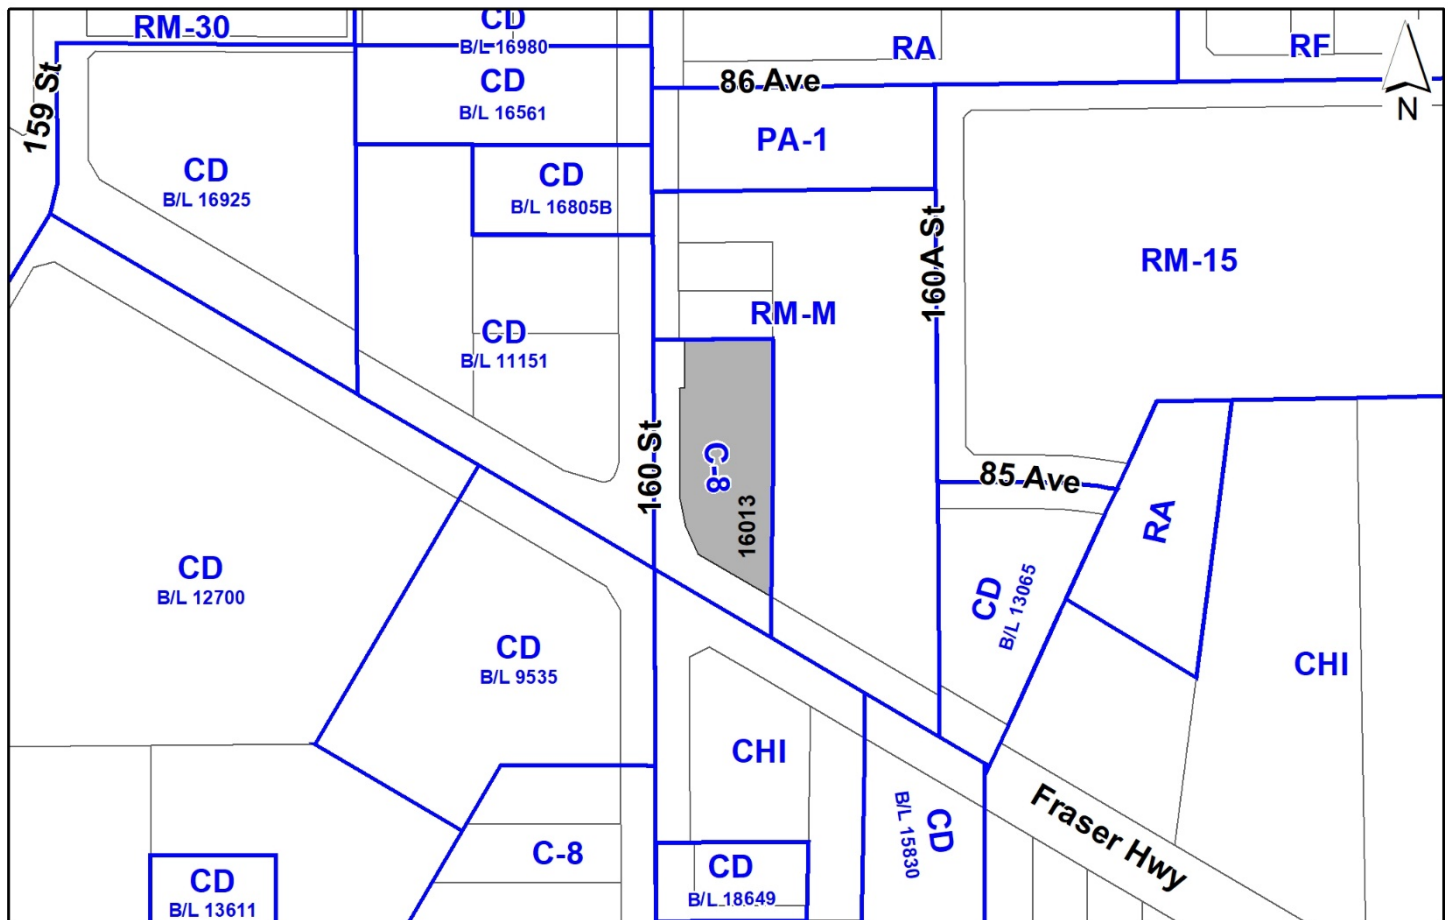 RM-30
CD
B/L 16980
RA
RF
86 Ave
159 St
CD
B/L 16561
N
PA-1
CD
B/L 16925
CD
B/L 16805B
160A St
RM-15
RM-M
CD
B/L 11151
160 St
C-8
16013
85 Ave
RA
CD
B/L 12700
CD
B/L 13065
CD
B/L 9535
CHI
CHI
Fraser Hwy
CD
B/L 15830
C-8
CD
B/L 18649
CD
B/L 13611